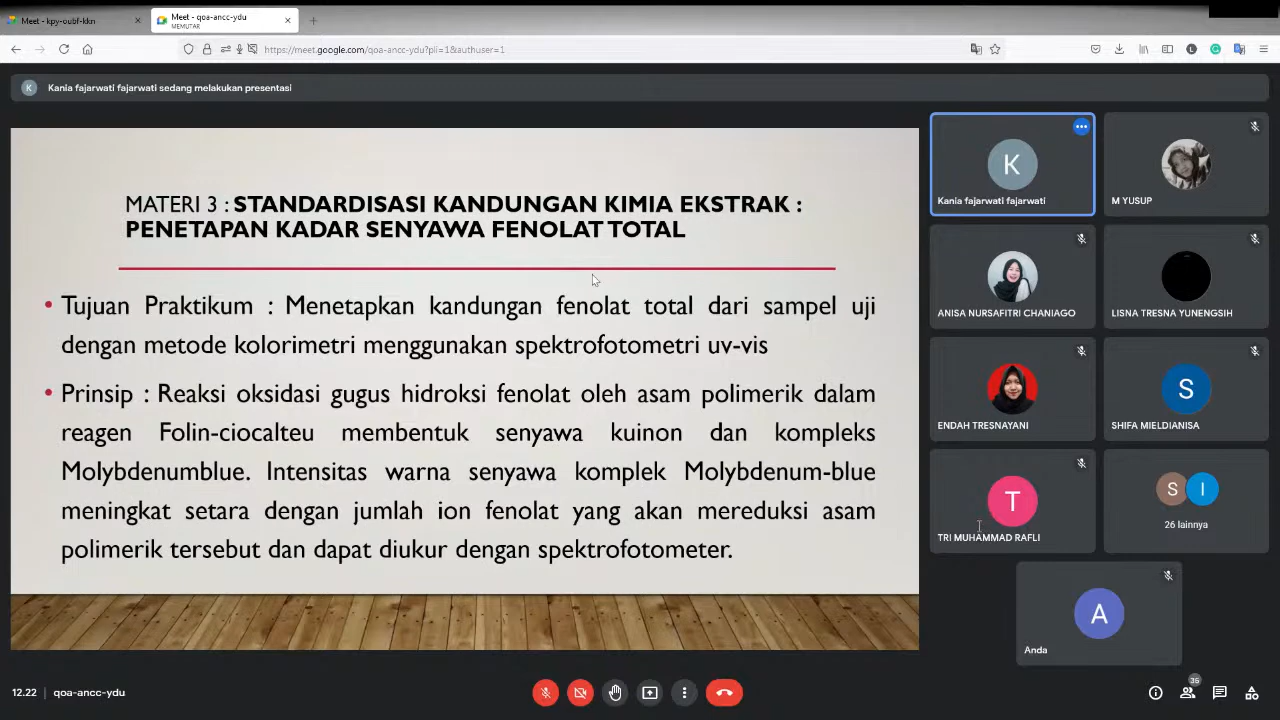 Meet - kpy-oubf-kkn
Meet - qoa-ancc-ydu
MEMUTAR
https://meet.google.com/qoa-ancc-ydu?pli=1&authuser=1
K
Kania fajarwati fajarwati sedang melakukan presentasi
MATERI 3 : STANDARDISASI KANDUNGAN KIMIA EKSTRAK :
PENETAPAN KADAR SENYAWA FENOLAT TOTAL
• Tujuan Praktikum : Menetapkan kandungan fenolat total dari sampel uji
dengan metode kolorimetri menggunakan spektrofotometri uv-vis
• Prinsip : Reaksi oksidasi gugus hidroksi fenolat oleh asam polimerik dalam
reagen Folin-ciocalteu membentuk senyawa kuinon dan kompleks
Molybdenumblue. Intensitas warna senyawa komplek Molybdenum-blue
meningkat setara dengan jumlah ion fenolat yang akan mereduksi asam
polimerik tersebut dan dapat diukur dengan spektrofotometer.
K
Kania fajarwati fajarwati
M YUSUP
ANISA NURSAFITRI CHANIAGO
LISNA TRESNA YUNENGSIH
ENDAH TRESNAYANI
S
SHIFA MIELDIANISA
T
TRI MUHAMMAD RAFLI
S I
26 lainnya
A
Anda
12.22 | qoa-ancc-ydu
36